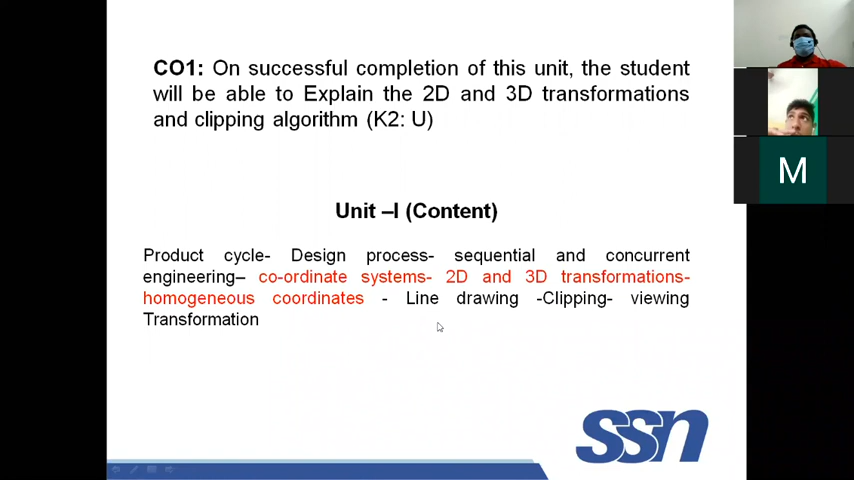 CO1: On successful completion of this unit, the student
will be able to Explain the 2D and 3D transformations
and clipping algorithm (K2: U)
Unit –I (Content)
Product cycle- Design process- sequential and concurrent
engineering– co-ordinate systems- 2D and 3D transformations-
homogeneous coordinates - Line drawing -Clipping- viewing
Transformation
ssn
M